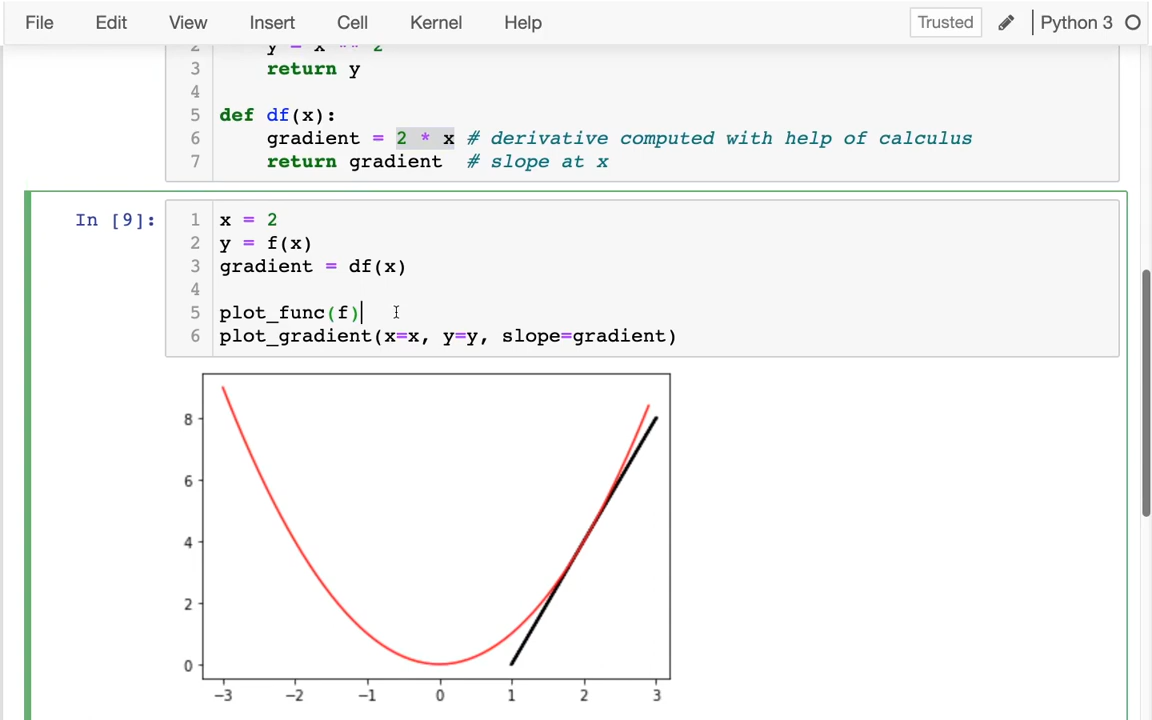 File Edit View Insert Cell Kernel Help Trusted Python 3
2 y = x ** 2
3 return y
4
5 def df(x):
6 gradient = 2 * x # derivative computed with help of calculus
7 return gradient # slope at x
In [9]: 1 x = 2
2 y = f(x)
3 gradient = df(x)
4
5 plot_func(f)
6 plot_gradient(x=x, y=y, slope=gradient)
8
6
4
2
0
−3 −2 −1 0 1 2 3